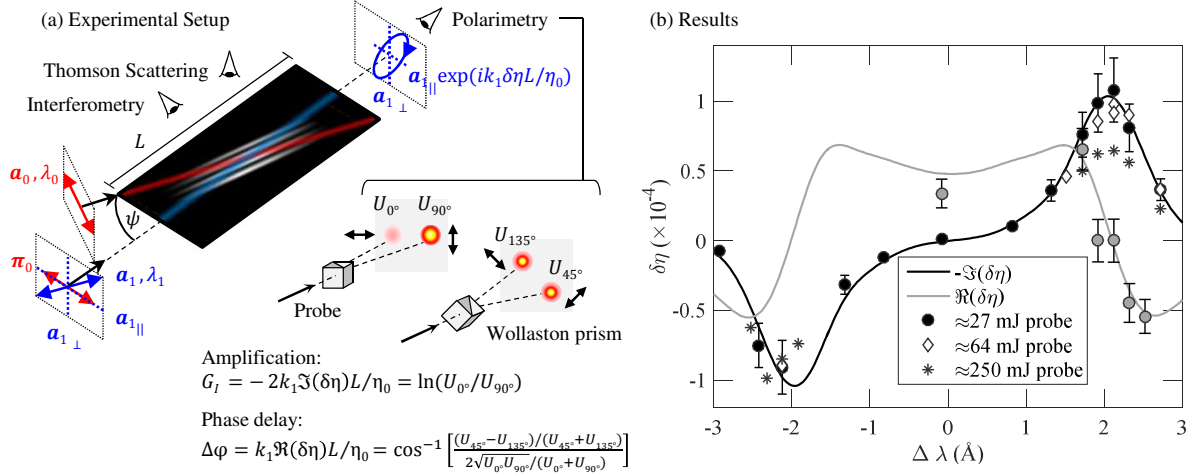 (a) Experimental Setup
Polarimetry
Thomson Scattering
Interferometry
a₁|| exp(ik₁δηL/η₀)
a₁ ⊥
L
a₀, λ₀
ψ
π₀
a₁, λ₁
a₁||
a₁ ⊥
U₀° U₉₀°
U₁₃₅°
U₄₅°
Probe
Wollaston prism
Amplification:
G_I = − 2k₁ℑ(δη)L/η₀ = ln(U₀°/U₉₀°)
Phase delay:
Δφ = k₁ℜ(δη)L/η₀ = cos⁻¹ [ (U₄₅°−U₁₃₅°)/(U₄₅°+U₁₃₅°) / 2√(U₀°U₉₀°)/(U₀°+U₉₀°) ]
(b) Results
δη (× 10⁻⁴)
1
0.5
0
-0.5
-1
-3 -2 -1 0 1 2 3
Δ λ (Å)
-ℑ(δη)
ℜ(δη)
≈27 mJ probe
≈64 mJ probe
≈250 mJ probe